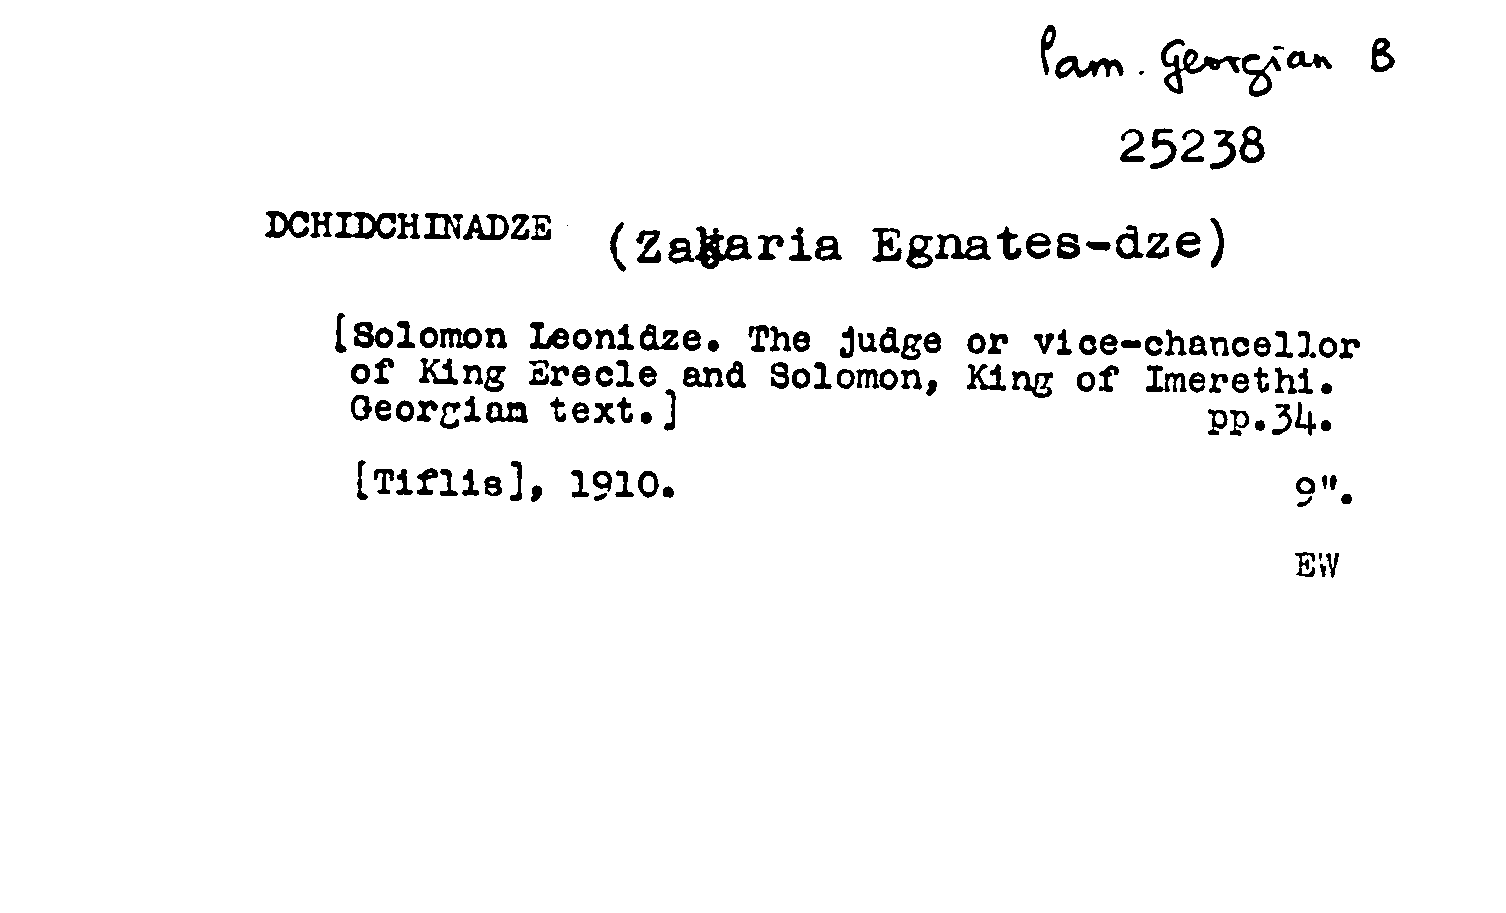 Pam. Georgian B
25238
DCHIDCHINADZE (Zakaria Egnates-dze)
[Solomon Leonidze. The judge or vice-chancellor
of King Erecle and Solomon, King of Imerethi.
Georgian text.] pp.34.
[Tiflis], 1910. 9".
EW